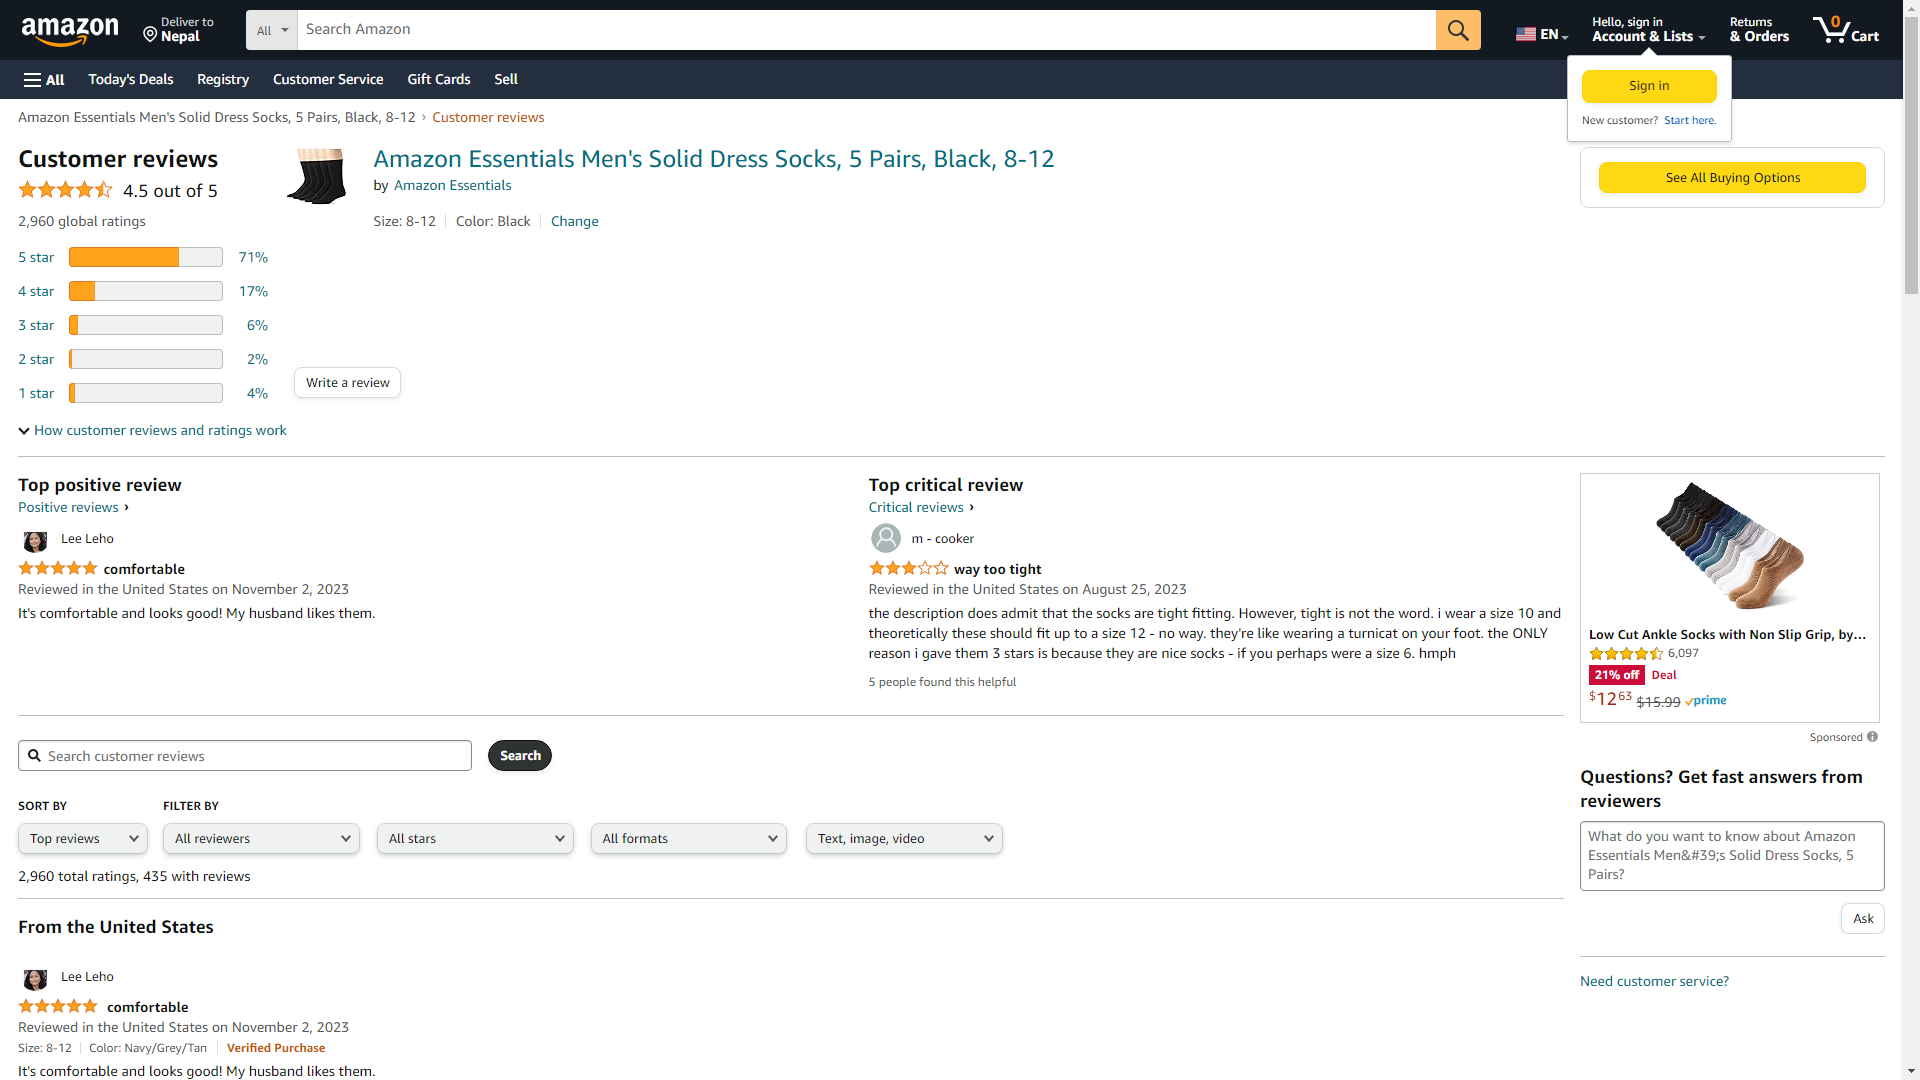 amazon
Deliver to
Nepal
All
Search Amazon
EN
Hello, sign in
Account & Lists
Returns
& Orders
0
Cart
All
Today's Deals
Registry
Customer Service
Gift Cards
Sell
Sign in
New customer? Start here.
Amazon Essentials Men's Solid Dress Socks, 5 Pairs, Black, 8-12 › Customer reviews
Customer reviews
4.5 out of 5
2,960 global ratings
5 star 71%
4 star 17%
3 star 6%
2 star 2%
1 star 4%
How customer reviews and ratings work
Amazon Essentials Men's Solid Dress Socks, 5 Pairs, Black, 8-12
by Amazon Essentials
Size: 8-12 | Color: Black | Change
Write a review
See All Buying Options
Top positive review
Positive reviews ›
Lee Leho
comfortable
Reviewed in the United States on November 2, 2023
It's comfortable and looks good! My husband likes them.
Top critical review
Critical reviews ›
m - cooker
way too tight
Reviewed in the United States on August 25, 2023
the description does admit that the socks are tight fitting. However, tight is not the word. i wear a size 10 and
theoretically these should fit up to a size 12 - no way. they're like wearing a turnicat on your foot. the ONLY
reason i gave them 3 stars is because they are nice socks - if you perhaps were a size 6. hmph
5 people found this helpful
Low Cut Ankle Socks with Non Slip Grip, by...
6,097
21% off Deal
$12 63 $15.99 prime
Sponsored
Search customer reviews
Search
SORT BY
FILTER BY
Top reviews
All reviewers
All stars
All formats
Text, image, video
2,960 total ratings, 435 with reviews
Questions? Get fast answers from
reviewers
What do you want to know about Amazon
Essentials Men&#39;s Solid Dress Socks, 5
Pairs?
Ask
Need customer service?
From the United States
Lee Leho
comfortable
Reviewed in the United States on November 2, 2023
Size: 8-12 | Color: Navy/Grey/Tan | Verified Purchase
It's comfortable and looks good! My husband likes them.